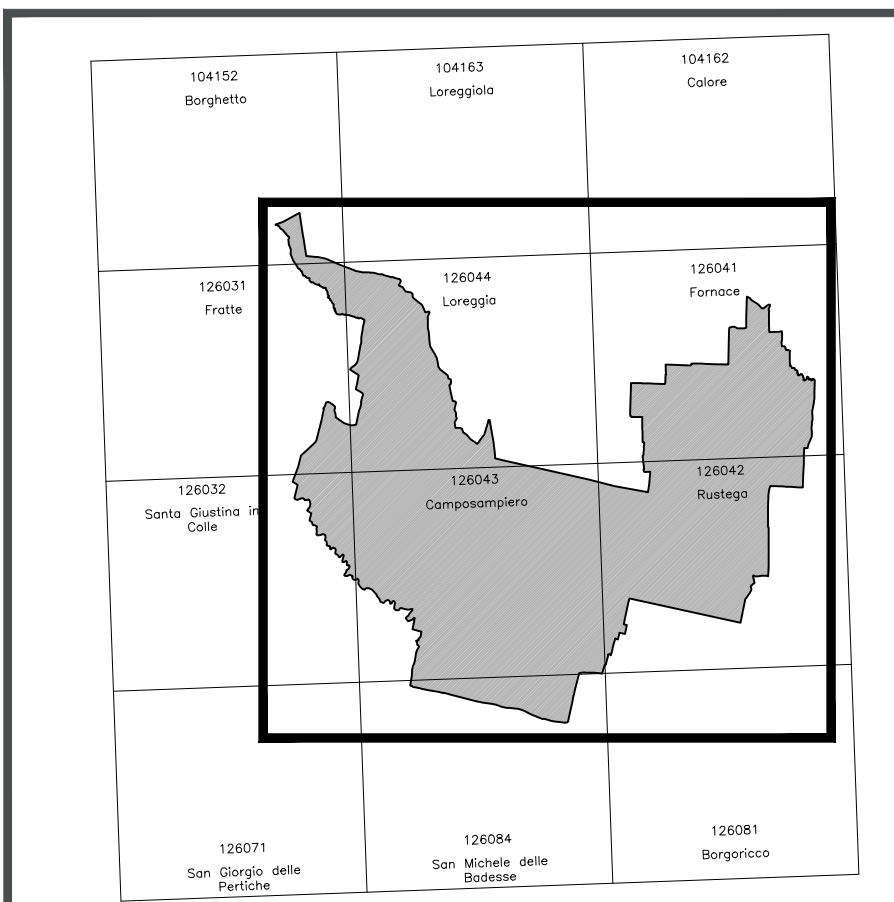 104152
Borghetto
104163
Loreggiola
104162
Calore
126031
Fratte
126044
Loreggia
126041
Fornace
126032
Santa Giustina in
Colle
126043
Camposampiero
126042
Rustega
126071
San Giorgio delle
Pertiche
126084
San Michele delle
Badesse
126081
Borgoricco